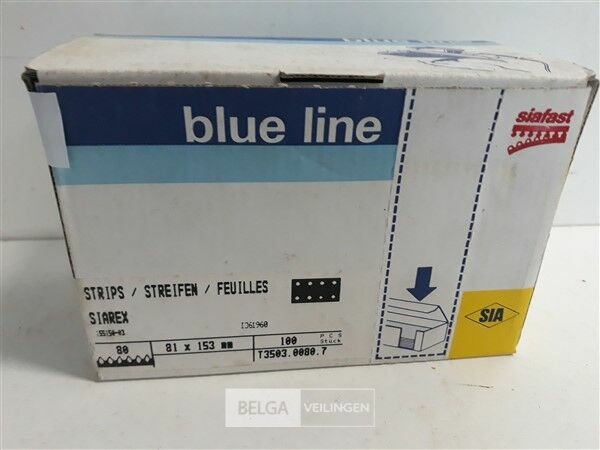 blue line
siafast
STRIPS / STREIFEN / FEUILLES
SIAREX
80
81 x 153 mm
100
PCS
Stück
T3503.0080.7
SIA
BELGA VEILINGEN